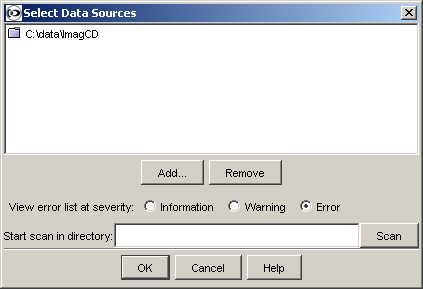 Select Data Sources
C:\data\ImagCD
Add... Remove
View error list at severity: Information Warning Error
Start scan in directory: Scan
OK Cancel Help